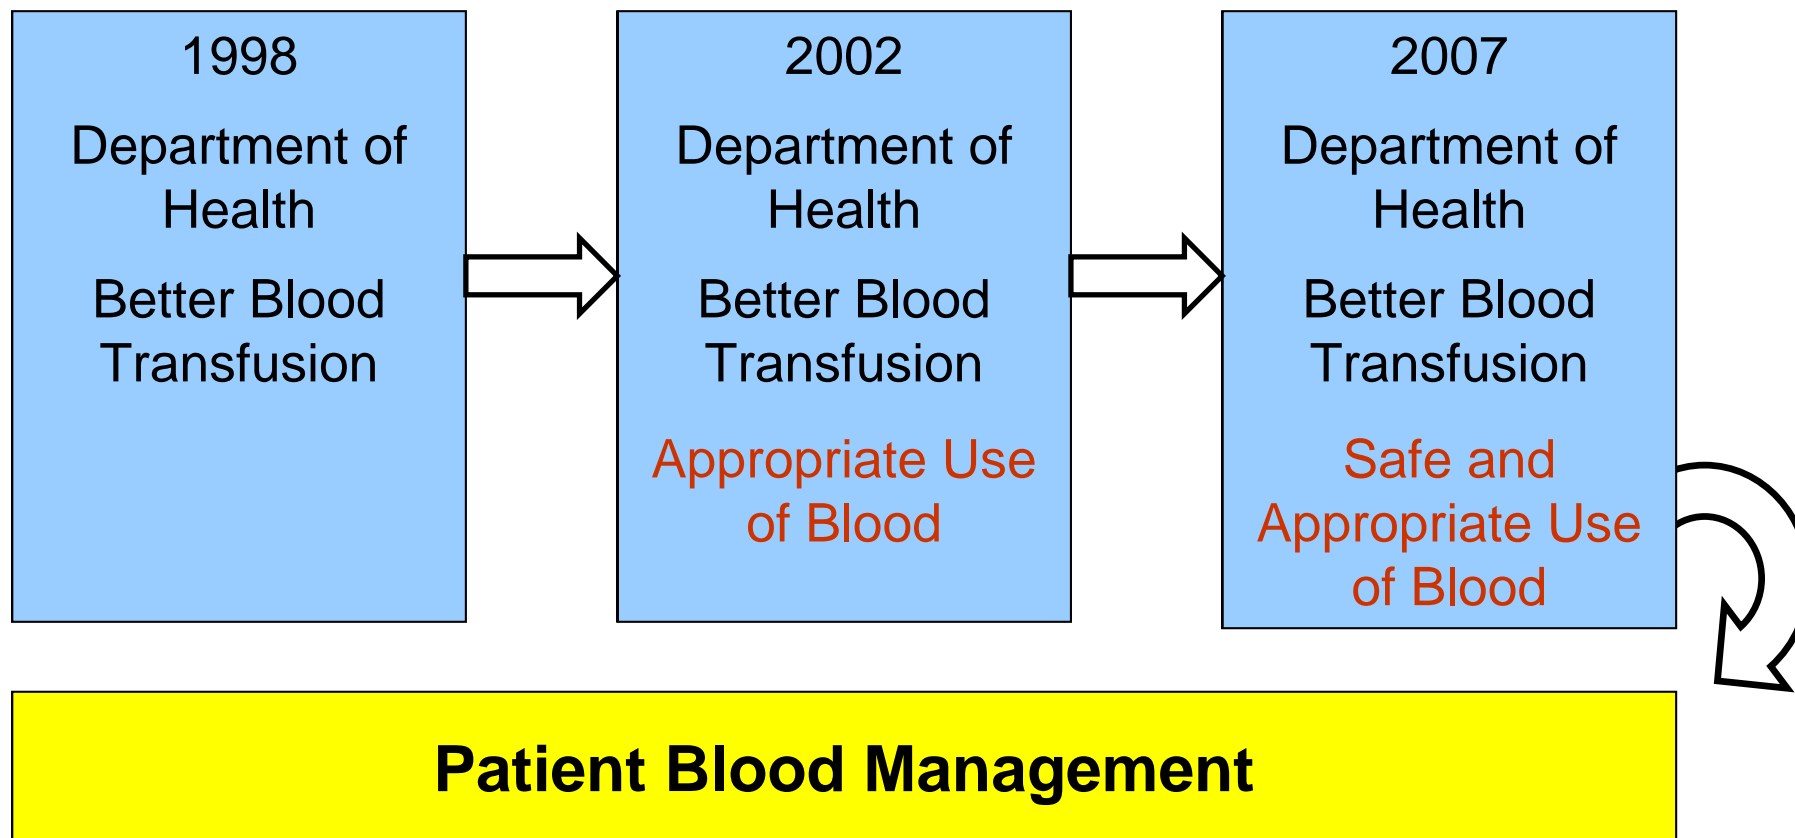 1998
Department of
Health
Better Blood
Transfusion
2002
Department of
Health
Better Blood
Transfusion
Appropriate Use
of Blood
2007
Department of
Health
Better Blood
Transfusion
Safe and
Appropriate Use
of Blood
Patient Blood Management